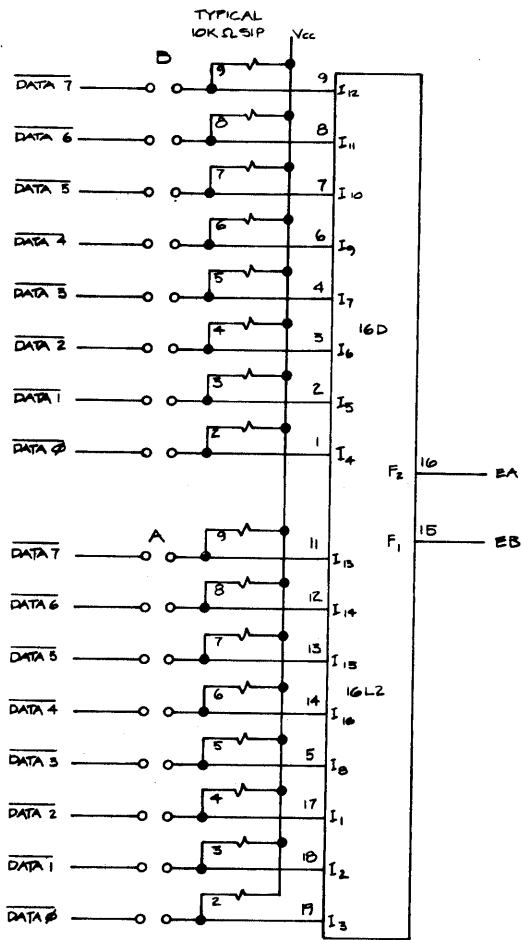 TYPICAL
10K Ω SIP
Vcc
B
DATA 7 9 9 I12
DATA 6 8 8 I11
DATA 5 7 7 I10
DATA 4 6 6 I9
DATA 3 5 4 I7
16D
DATA 2 4 3 I6
DATA 1 3 2 I5
DATA Ø 2 1 I4
F2 16 EA
F1 15 EB
A
DATA 7 9 11 I13
DATA 6 8 12 I14
DATA 5 7 13 I15
16L2
DATA 4 6 14 I16
DATA 3 5 5 I8
DATA 2 4 17 I1
DATA 1 3 18 I2
DATA Ø 2 19 I3